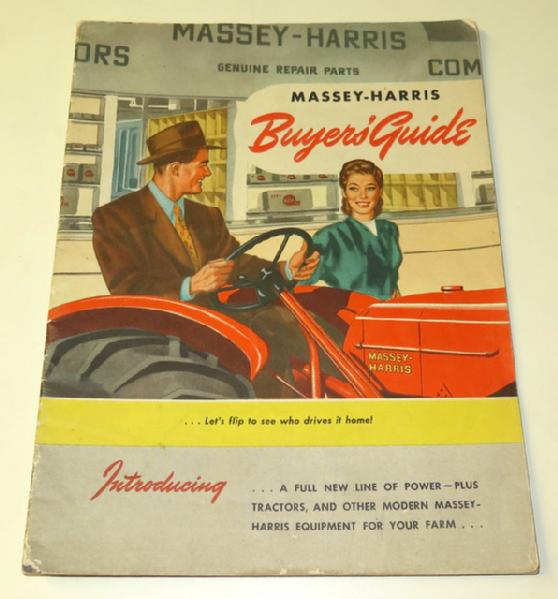 MASSEY-HARRIS
ORS
GENUINE REPAIR PARTS
COM
MASSEY-HARRIS
Buyers' Guide
MASSEY-
HARRIS
... Let's flip to see who drives it home!
Introducing
... A FULL NEW LINE OF POWER—PLUS
TRACTORS, AND OTHER MODERN MASSEY-
HARRIS EQUIPMENT FOR YOUR FARM ...